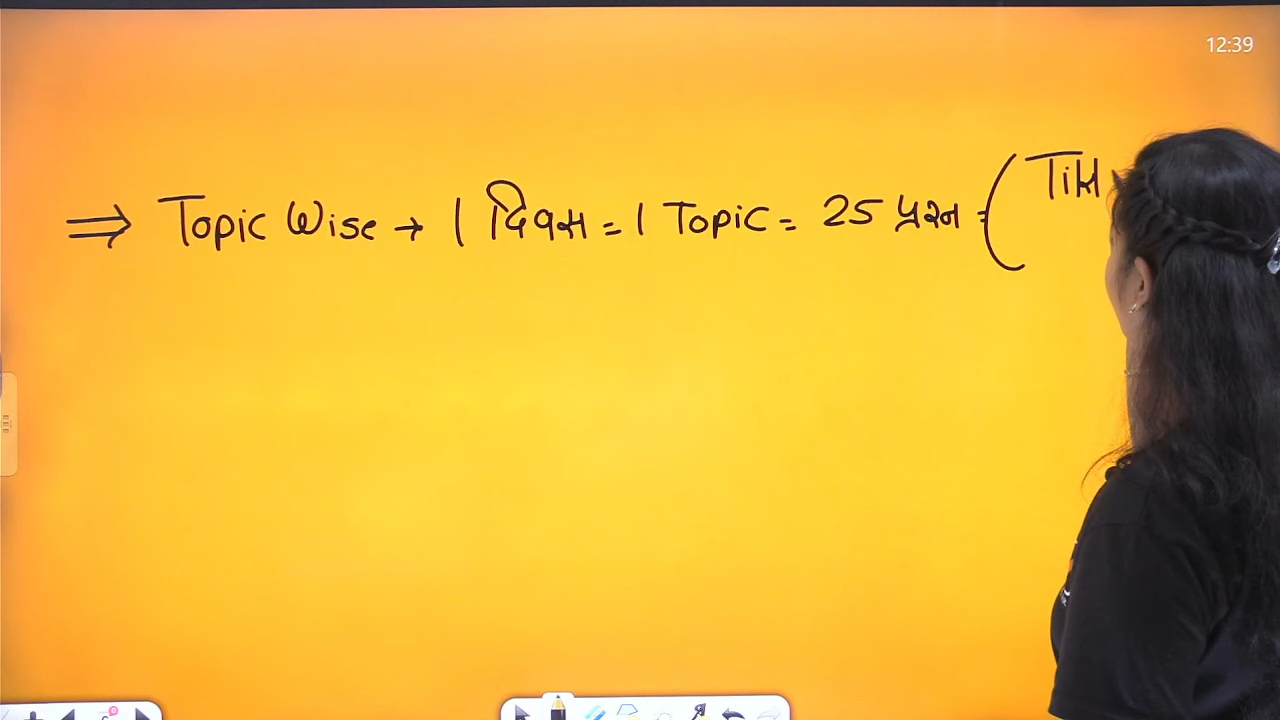 12:39
⇒ Topic Wise → 1 દિવસ = 1 Topic = 25 પ્રશ્ન = (